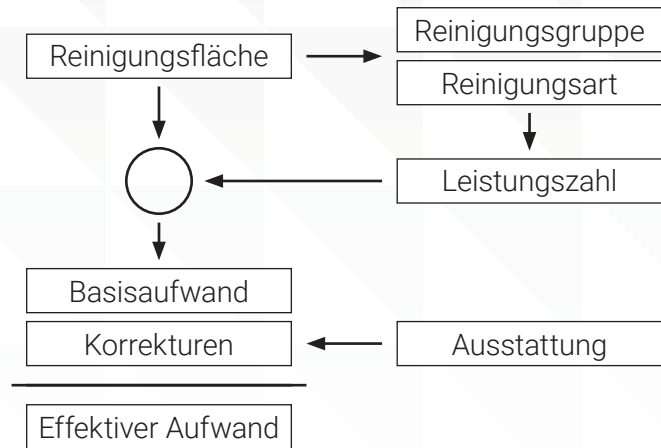 Reinigungsfläche
Reinigungsgruppe
Reinigungsart
Leistungszahl
Basisaufwand
Korrekturen
Ausstattung
Effektiver Aufwand